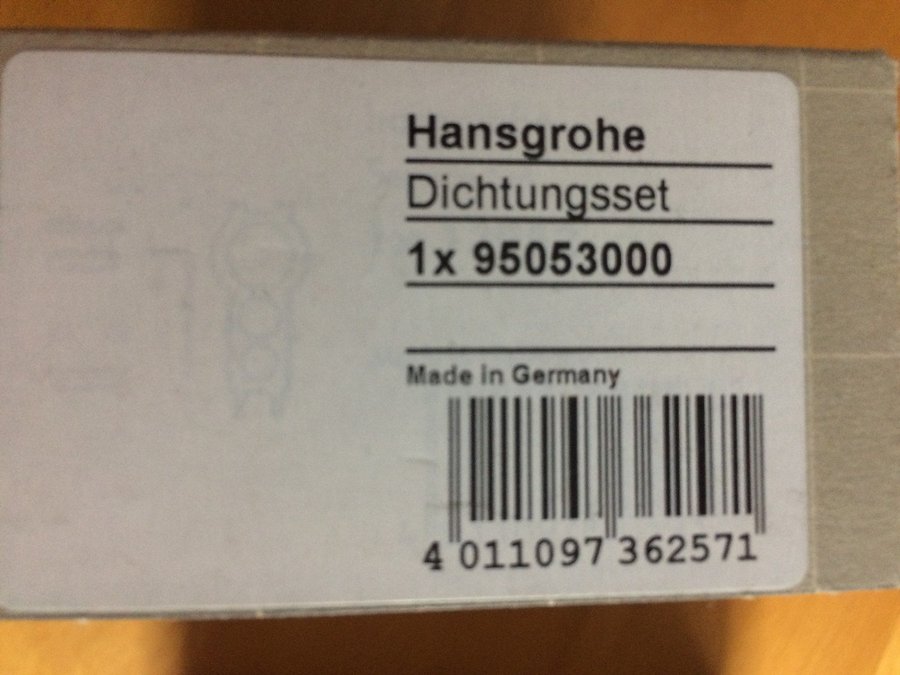 Hansgrohe
Dichtungsset
1x 95053000
Made in Germany
4 011097 362571